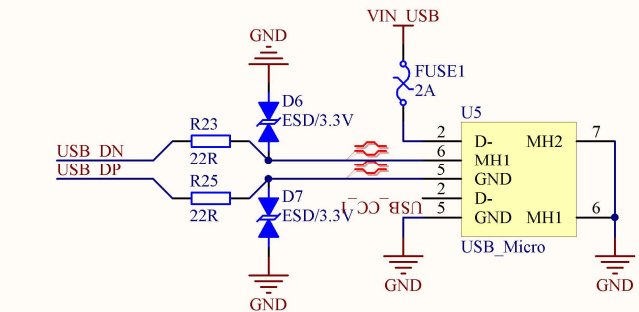 VIN_USB
GND
FUSE1
2A
D6
ESD/3.3V
U5
R23
22R
USB_DN
USB_DP
R25
22R
D7
ESD/3.3V
USB_CC_1
2 D- MH2 7
6 MH1
5 GND
2 D-
5 GND MH1 6
USB_Micro
GND
GND
GND